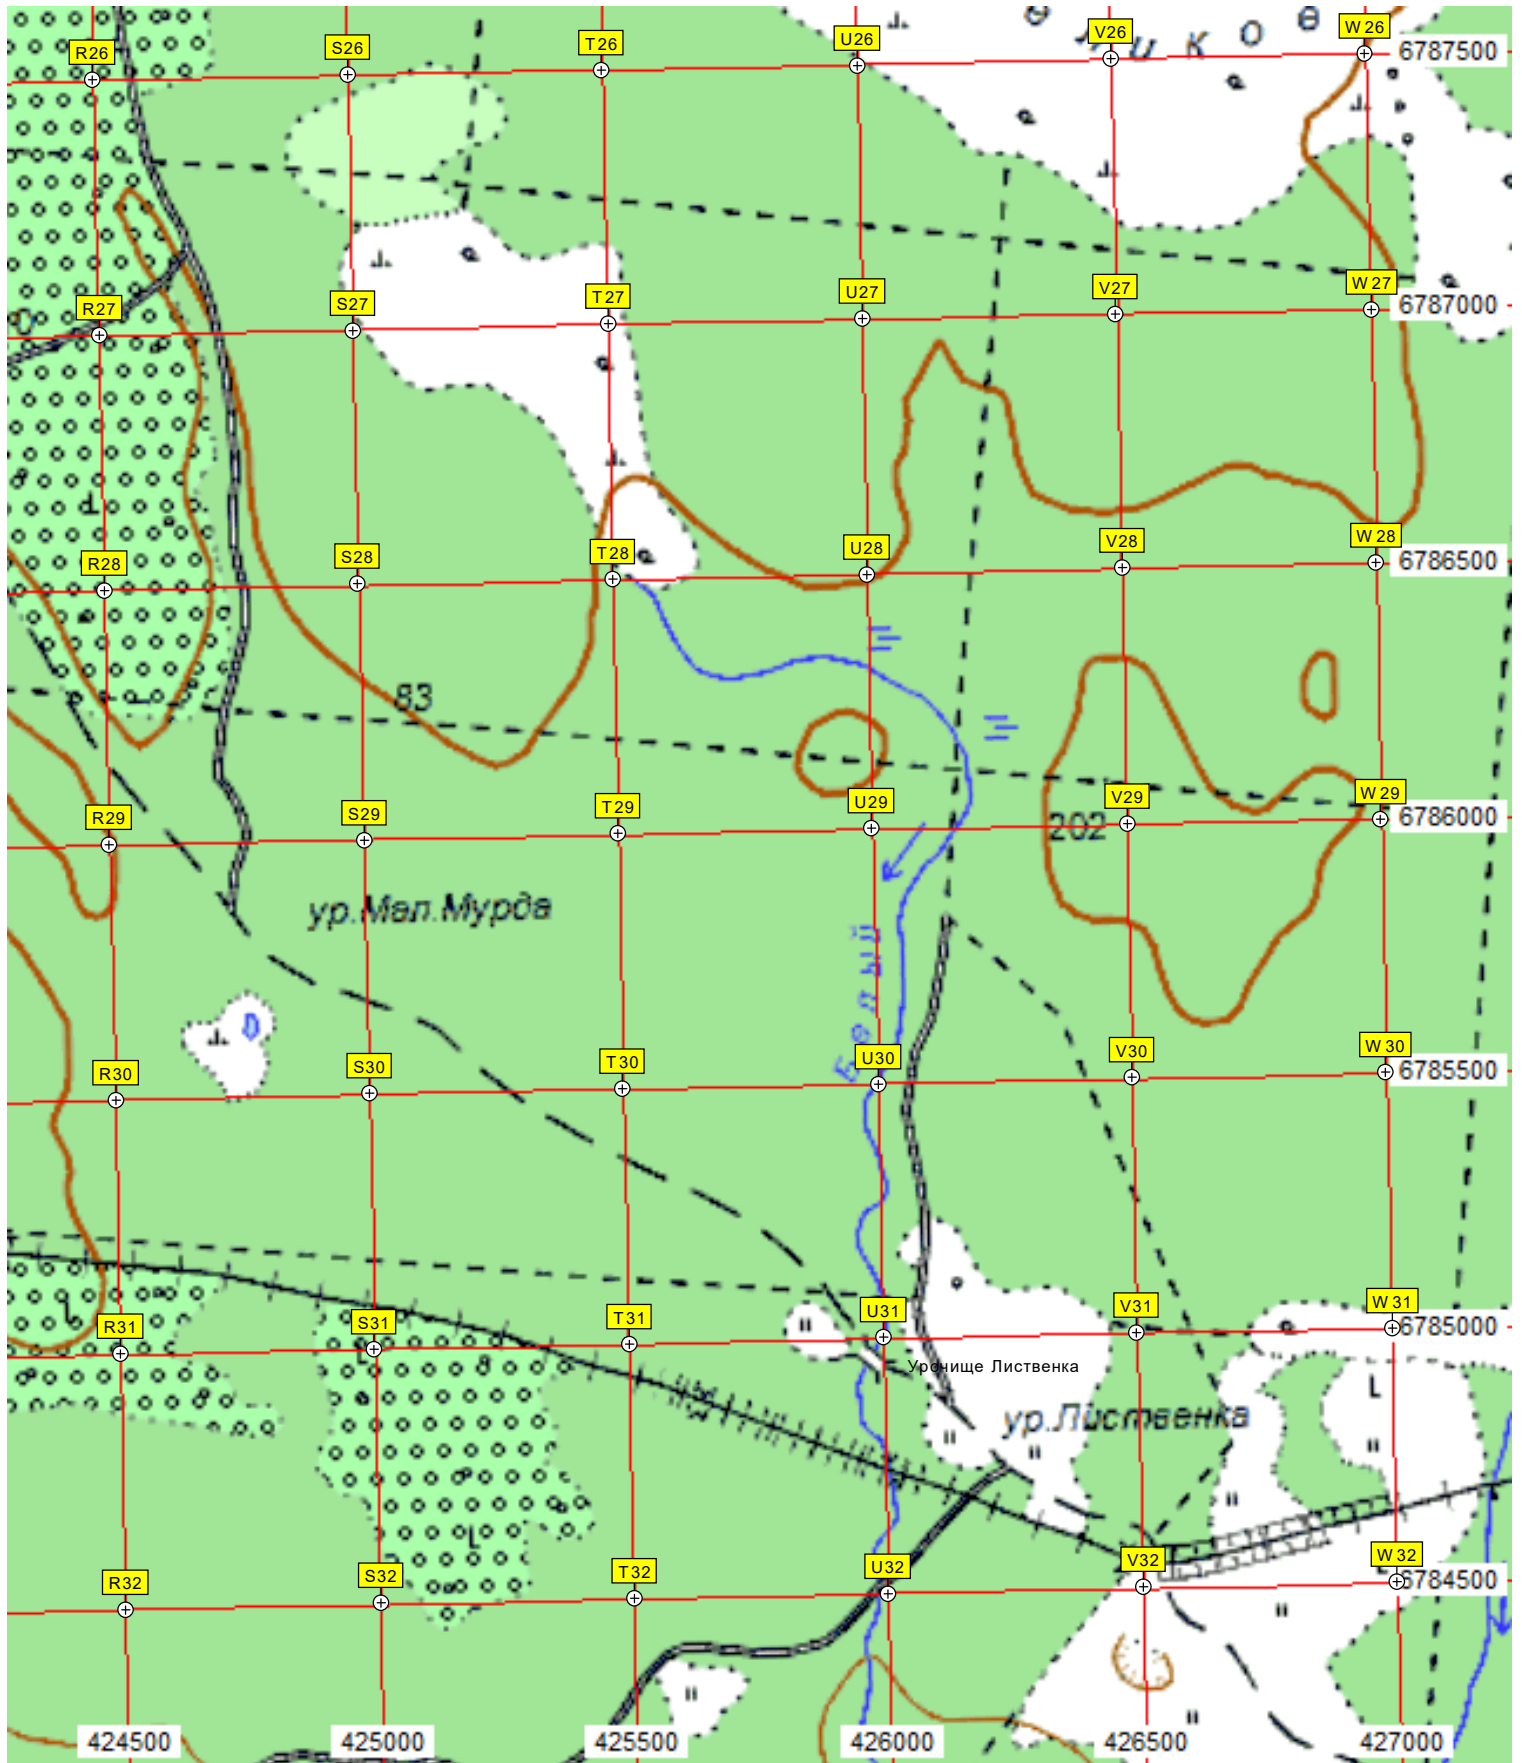 о и к о в
R26 S26 T26 U26 V26 W26 6787500
R27 S27 T27 U27 V27 W27 6787000
R28 S28 T28 U28 V28 W28 6786500
83
R29 S29 T29 U29 V29 W29 6786000
202
ур.Мал.Мурда
Белый
R30 S30 T30 U30 V30 W30 6785500
R31 S31 T31 U31 V31 W31 6785000
Урочище Лиственка
ур.Лиственка
R32 S32 T32 U32 V32 W32 6784500
424500 425000 425500 426000 426500 427000